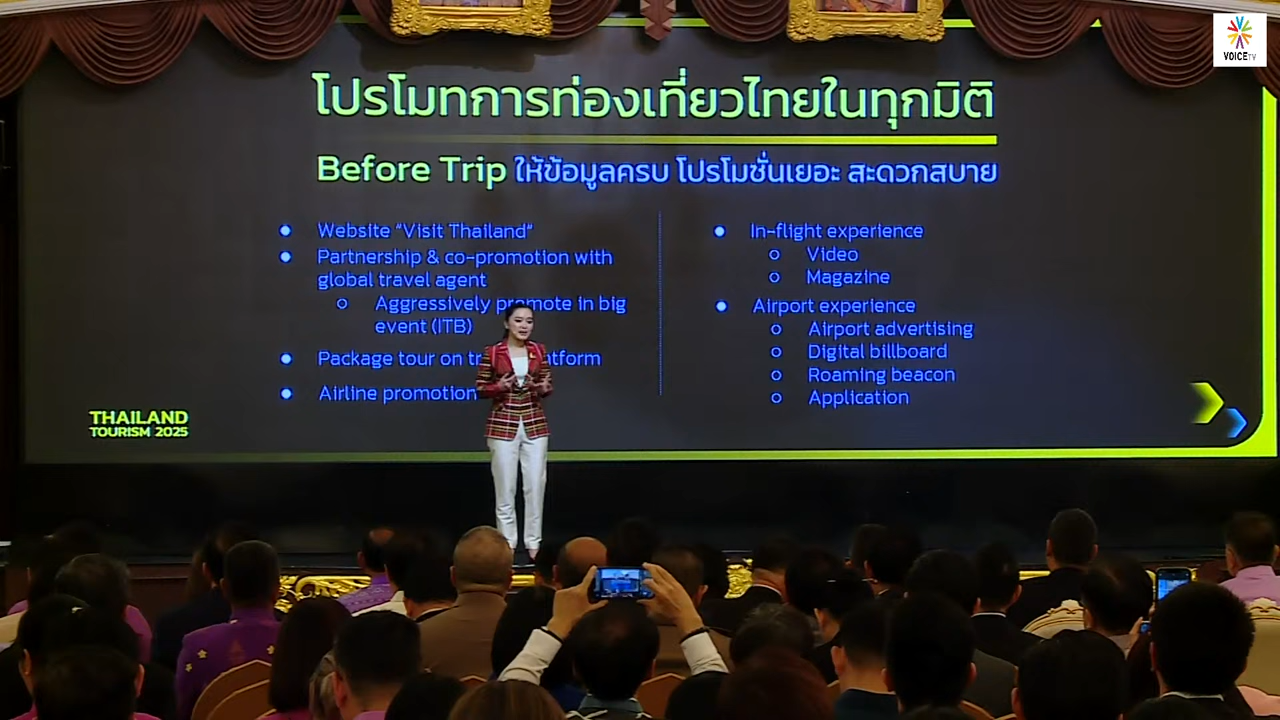 VOICE TV
โปรโมทการท่องเที่ยวไทยในทุกมิติ
Before Trip ให้ข้อมูลครบ โปรโมชั่นเยอะ สะดวกสบาย
Website “Visit Thailand”
Partnership & co-promotion with
global travel agent
Aggressively promote in big
event (ITB)
Package tour on
Airline promotion
In-flight experience
Video
Magazine
Airport experience
Airport advertising
Digital billboard
Roaming beacon
Application
THAILAND
TOURISM 2025